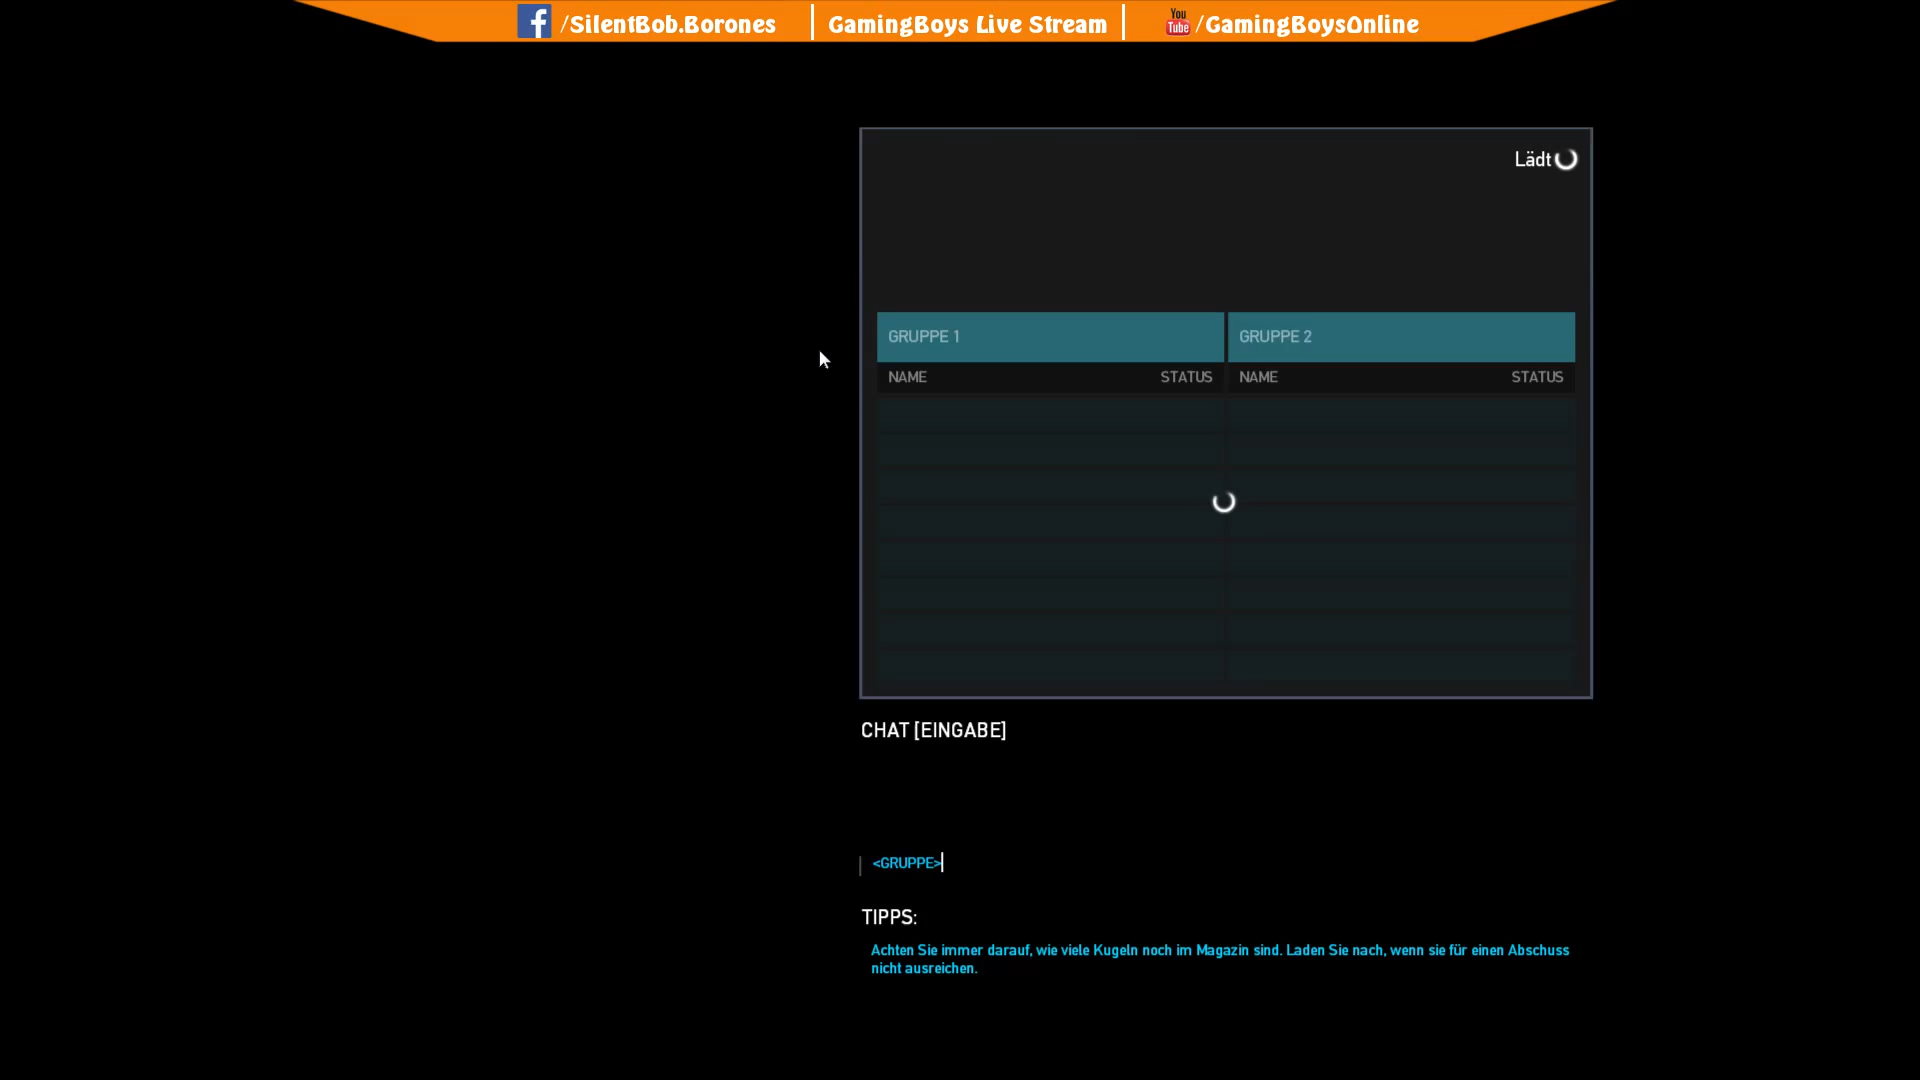 /SilentBob.Borones
GamingBoys Live Stream
You Tube /GamingBoysOnline
Lädt
GRUPPE 1 GRUPPE 2
NAME STATUS NAME STATUS
CHAT [EINGABE]
<GRUPPE>
TIPPS:
Achten Sie immer darauf, wie viele Kugeln noch im Magazin sind. Laden Sie nach, wenn sie für einen Abschuss
nicht ausreichen.